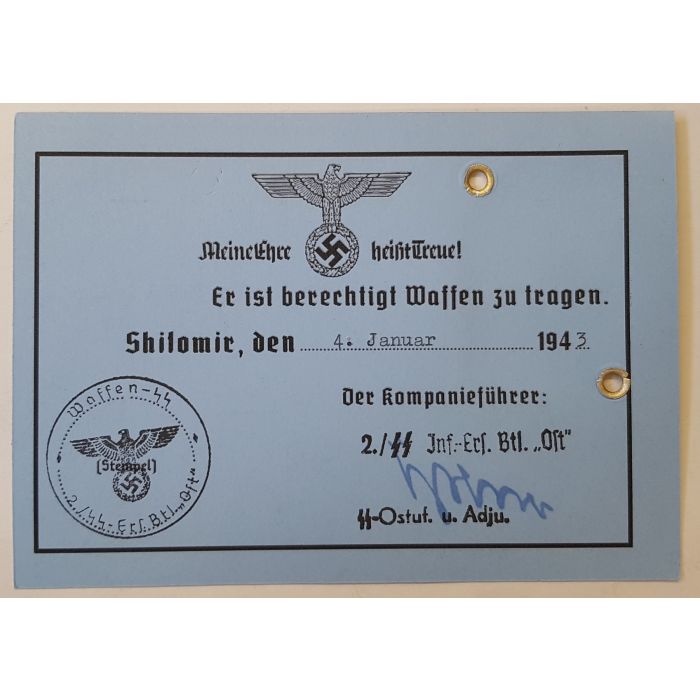 Meine Ehre heißt Treue!
Er ist berechtigt Waffen zu tragen.
Shitomir, den 4. Januar 1943
Der Kompanieführer:
2./SS Inf.-Ers. Btl. „Ost"
SS-Ostuf. u. Adju.
Waffen-SS
(Stempel)
2./SS-Ers. Btl. „Ost"